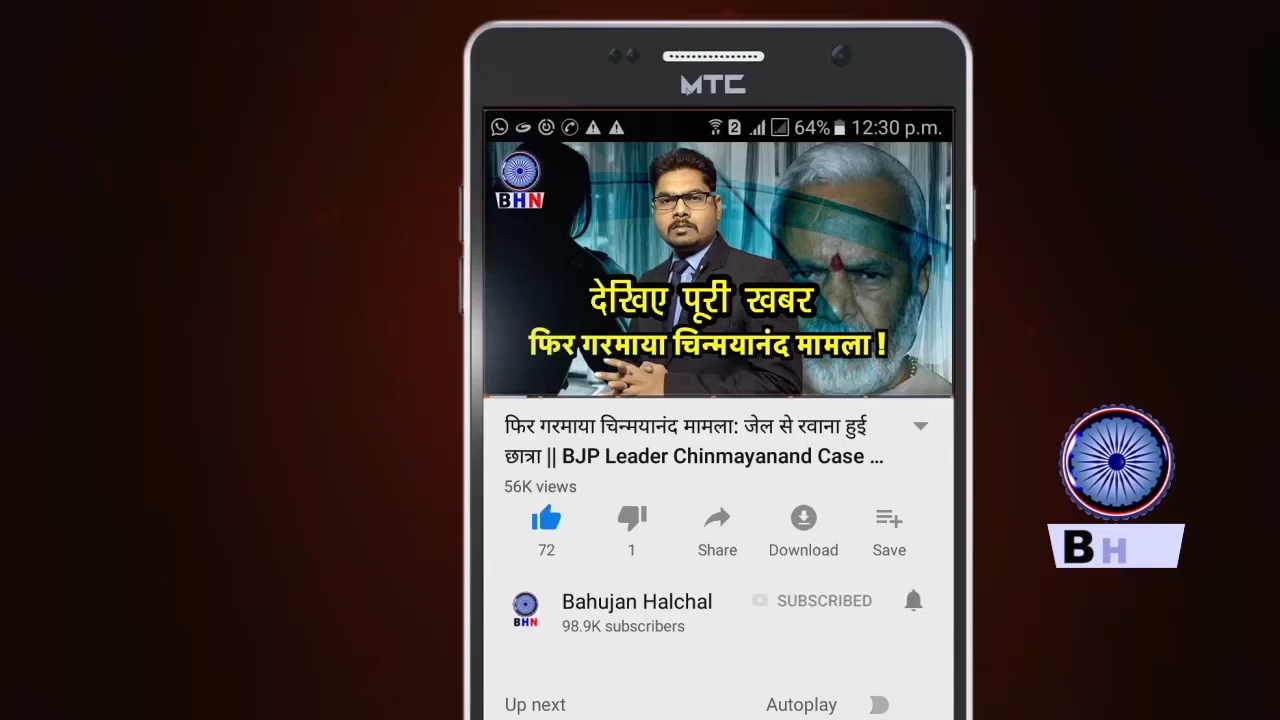 MTC
2
64%
12:30 p.m.
BHN
देखिए पूरी खबर
फिर गरमाया चिन्मयानंद मामला !
फिर गरमाया चिन्मयानंद मामला: जेल से रवाना हुई
छात्रा || BJP Leader Chinmayanand Case ...
56K views
72
1
Share
Download
Save
Bahujan Halchal
SUBSCRIBED
98.9K subscribers
BHN
BH
Up next
Autoplay